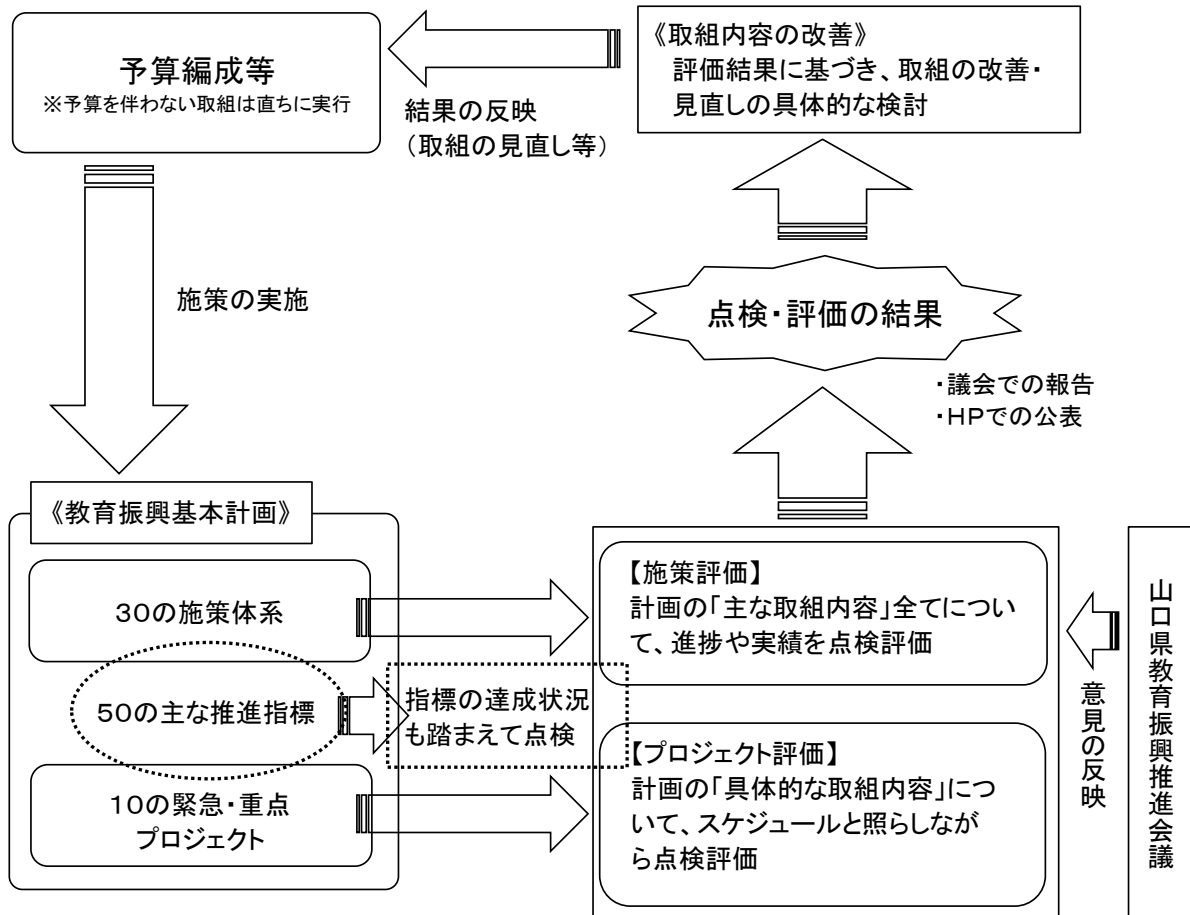 予算編成等
※予算を伴わない取組は直ちに実行
結果の反映
(取組の見直し等)
《取組内容の改善》
評価結果に基づき、取組の改善・
見直しの具体的な検討
施策の実施
点検・評価の結果
・議会での報告
・HPでの公表
《教育振興基本計画》
30の施策体系
50の主な推進指標
10の緊急・重点
プロジェクト
指標の達成状況
も踏まえて点検
【施策評価】
計画の「主な取組内容」全てについ
て、進捗や実績を点検評価
【プロジェクト評価】
計画の「具体的な取組内容」につ
いて、スケジュールと照らしなが
ら点検評価
意見の反映
山口県教育振興推進会議